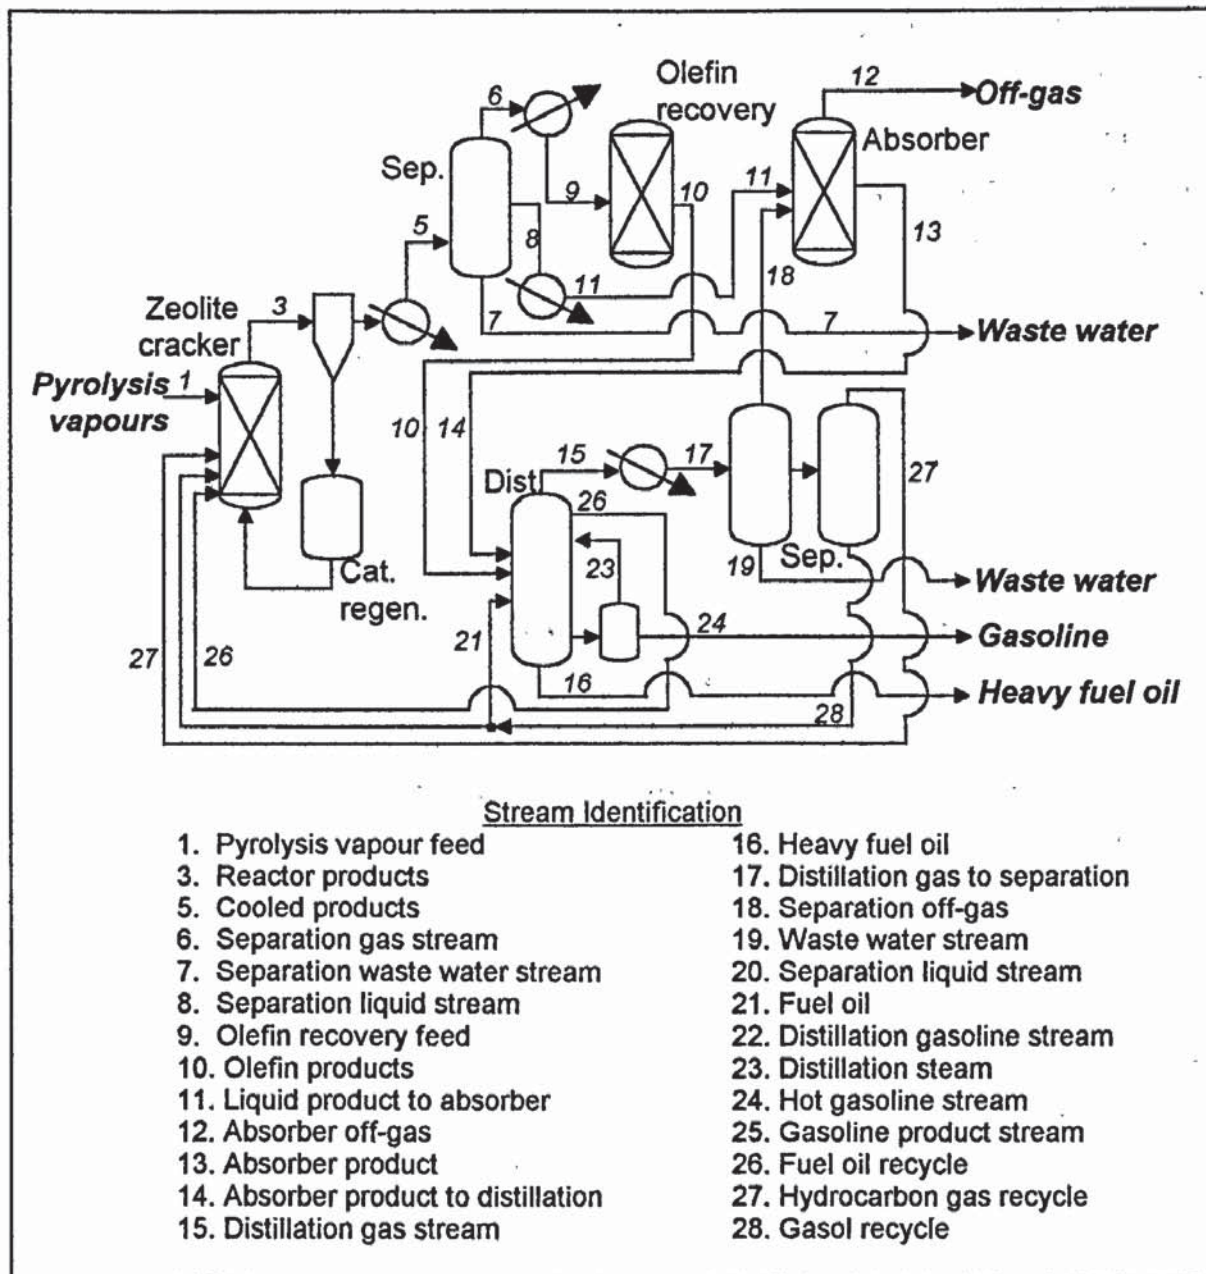 6
12
Olefin
recovery
Off-gas
Absorber
Sep.
9
10
11
13
5
8
18
11
7
7
Waste water
3
Zeolite
cracker
Pyrolysis
vapours
1
10
14
15
17
27
Dist.
26
Sep.
19
Waste water
23
Cat.
regen.
21
24
Gasoline
27
26
16
28
Heavy fuel oil
Stream Identification
1. Pyrolysis vapour feed
3. Reactor products
5. Cooled products
6. Separation gas stream
7. Separation waste water stream
8. Separation liquid stream
9. Olefin recovery feed
10. Olefin products
11. Liquid product to absorber
12. Absorber off-gas
13. Absorber product
14. Absorber product to distillation
15. Distillation gas stream
16. Heavy fuel oil
17. Distillation gas to separation
18. Separation off-gas
19. Waste water stream
20. Separation liquid stream
21. Fuel oil
22. Distillation gasoline stream
23. Distillation steam
24. Hot gasoline stream
25. Gasoline product stream
26. Fuel oil recycle
27. Hydrocarbon gas recycle
28. Gasol recycle